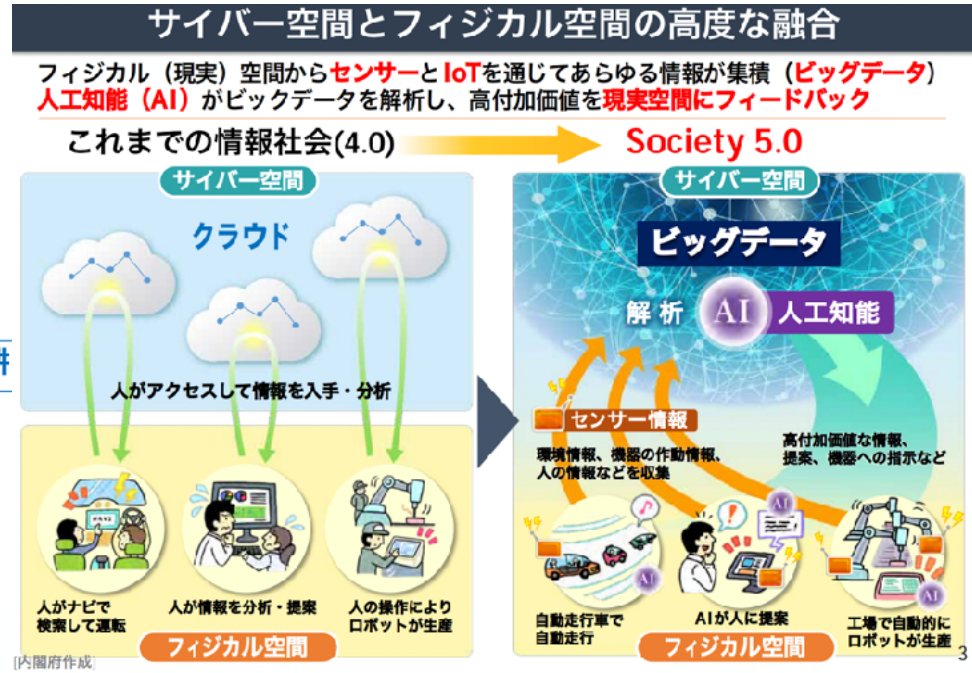 サイバー空間とフィジカル空間の高度な融合
フィジカル（現実）空間からセンサーとIoTを通じてあらゆる情報が集積（ビッグデータ）
人工知能（AI）がビックデータを解析し、高付加価値を現実空間にフィードバック
これまでの情報社会(4.0)
Society 5.0
サイバー空間
クラウド
人がアクセスして情報を入手・分析
人がナビで
検索して運転
人が情報を分析・提案
人の操作により
ロボットが生産
フィジカル空間
サイバー空間
ビッグデータ
解析 AI 人工知能
センサー情報
環境情報、機器の作動情報、
人の情報などを収集
高付加価値な情報、
提案、機器への指示など
AI
AI
AI
自動走行車で
自動走行
AIが人に提案
工場で自動的に
ロボットが生産
フィジカル空間
[内閣府作成]
3